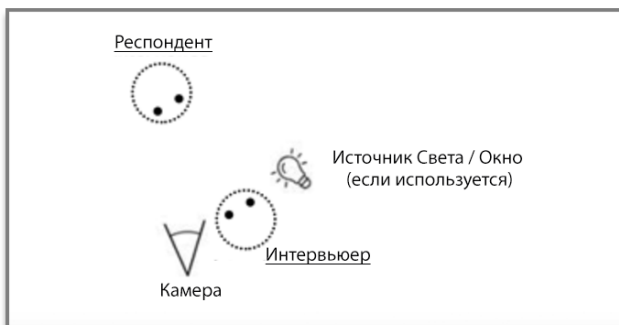 Респондент
Источник Света / Окно
(если используется)
Интервьюер
Камера